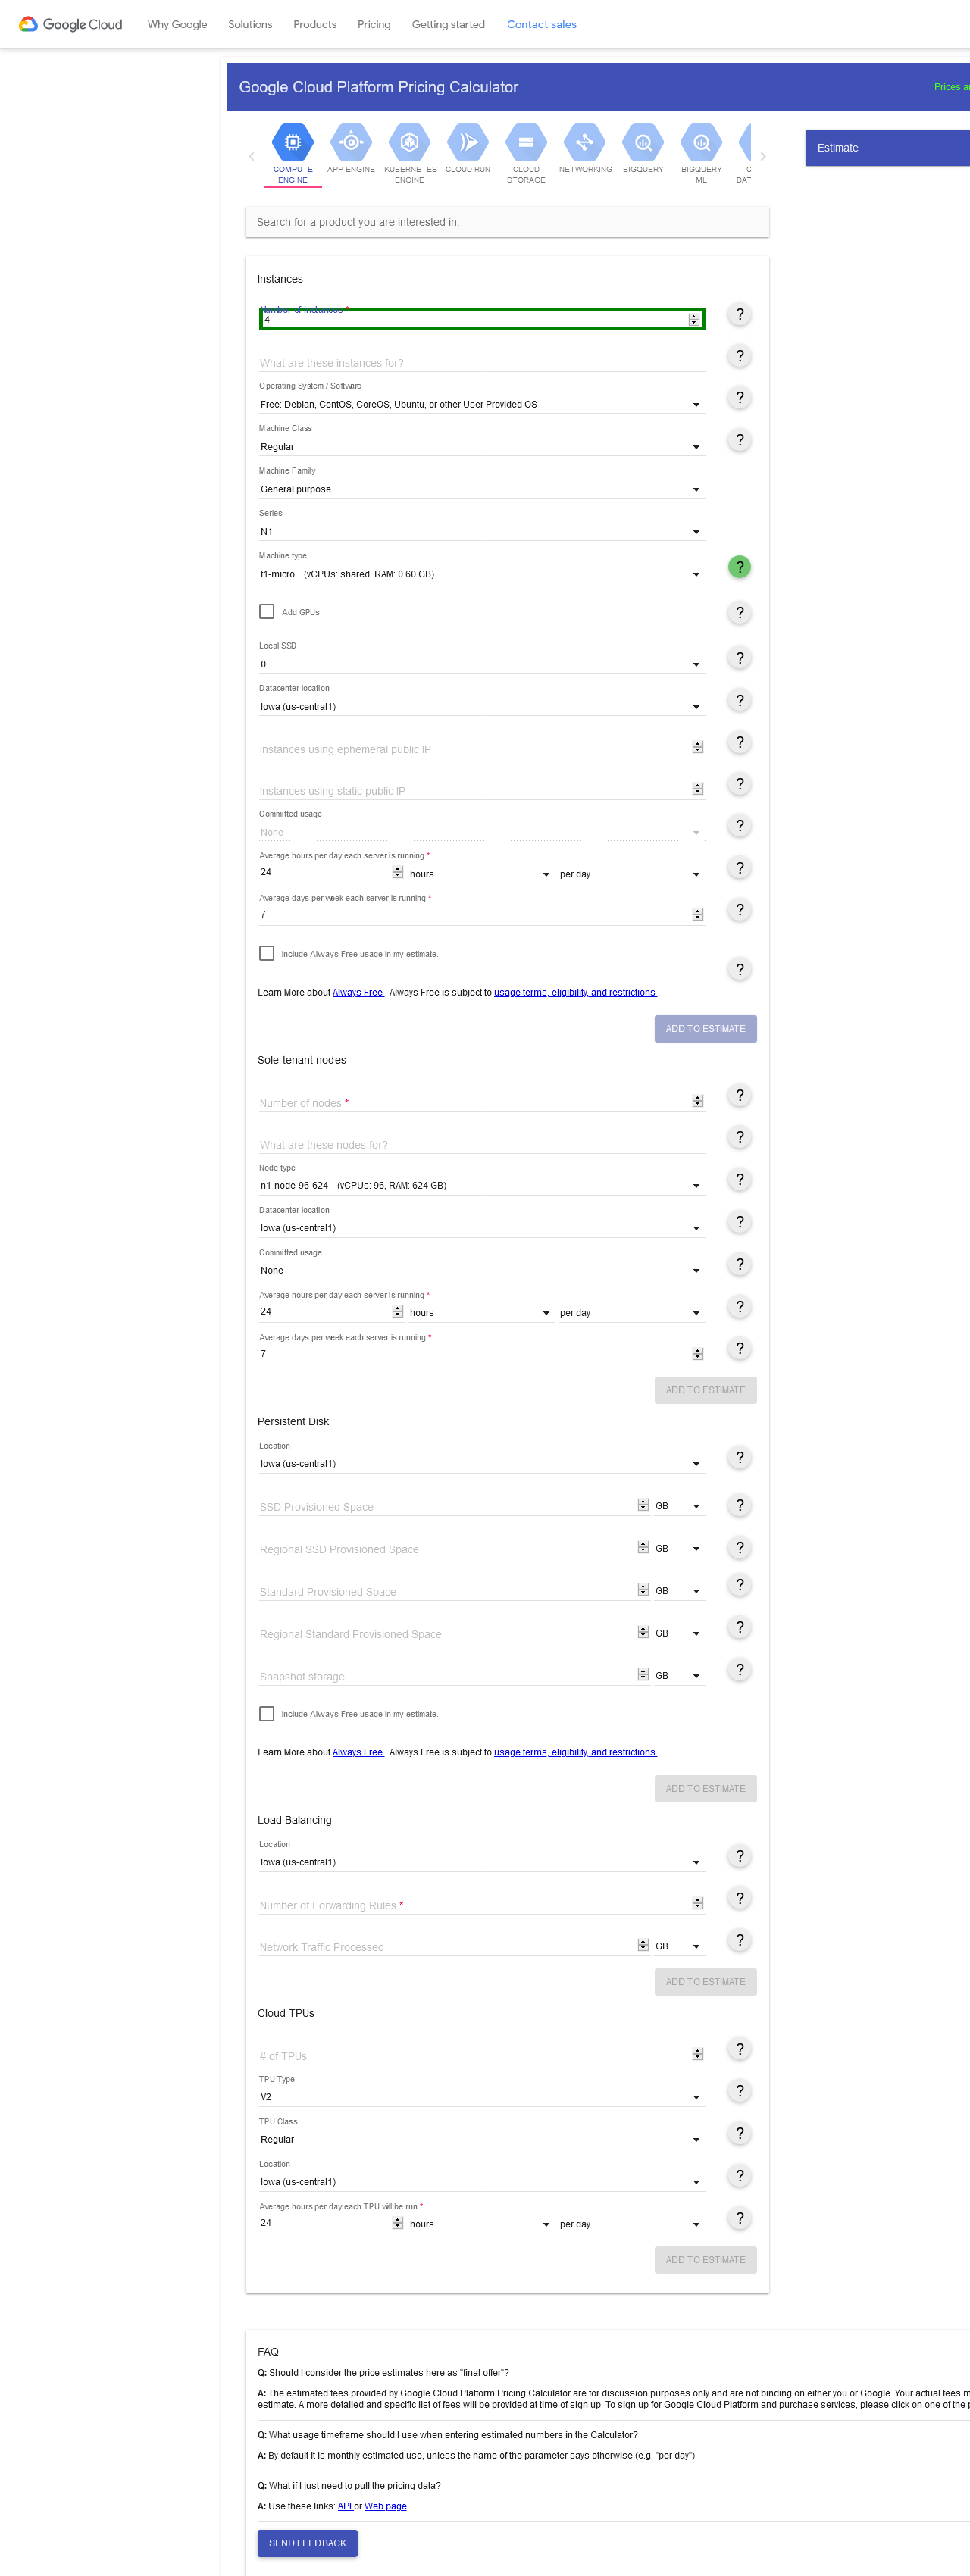 Google Cloud Why Google Solutions Products Pricing Getting started Contact sales
Google Cloud Platform Pricing Calculator
Prices
COMPUTE ENGINE
APP ENGINE
KUBERNETES ENGINE
CLOUD RUN
CLOUD STORAGE
NETWORKING
BIGQUERY
BIGQUERY ML
Estimate
Search for a product you are interested in.
Instances
Number of instances *
4
?
What are these instances for?
?
Operating System / Software
Free: Debian, CentOS, CoreOS, Ubuntu, or other User Provided OS
?
Machine Class
Regular
?
Machine Family
General purpose
Series
N1
Machine type
f1-micro (vCPUs: shared, RAM: 0.60 GB)
?
Add GPUs.
?
Local SSD
0
?
Datacenter location
Iowa (us-central1)
?
Instances using ephemeral public IP
?
Instances using static public IP
?
Committed usage
None
?
Average hours per day each server is running *
24 hours per day
?
Average days per week each server is running *
7
?
Include Always Free usage in my estimate.
?
Learn More about Always Free . Always Free is subject to usage terms, eligibility, and restrictions .
ADD TO ESTIMATE
Sole-tenant nodes
Number of nodes *
?
What are these nodes for?
?
Node type
n1-node-96-624 (vCPUs: 96, RAM: 624 GB)
?
Datacenter location
Iowa (us-central1)
?
Committed usage
None
?
Average hours per day each server is running *
24 hours per day
?
Average days per week each server is running *
7
?
ADD TO ESTIMATE
Persistent Disk
Location
Iowa (us-central1)
?
SSD Provisioned Space GB
?
Regional SSD Provisioned Space GB
?
Standard Provisioned Space GB
?
Regional Standard Provisioned Space GB
?
Snapshot storage GB
?
Include Always Free usage in my estimate.
Learn More about Always Free . Always Free is subject to usage terms, eligibility, and restrictions .
ADD TO ESTIMATE
Load Balancing
Location
Iowa (us-central1)
?
Number of Forwarding Rules *
?
Network Traffic Processed GB
?
ADD TO ESTIMATE
Cloud TPUs
# of TPUs
?
TPU Type
V2
?
TPU Class
Regular
?
Location
Iowa (us-central1)
?
Average hours per day each TPU will be run *
24 hours per day
?
ADD TO ESTIMATE
FAQ
Q: Should I consider the price estimates here as "final offer"?
A: The estimated fees provided by Google Cloud Platform Pricing Calculator are for discussion purposes only and are not binding on either you or Google. Your actual fees
estimate. A more detailed and specific list of fees will be provided at time of sign up. To sign up for Google Cloud Platform and purchase services, please click on one of the
Q: What usage timeframe should I use when entering estimated numbers in the Calculator?
A: By default it is monthly estimated use, unless the name of the parameter says otherwise (e.g. "per day")
Q: What if I just need to pull the pricing data?
A: Use these links: API or Web page
SEND FEEDBACK